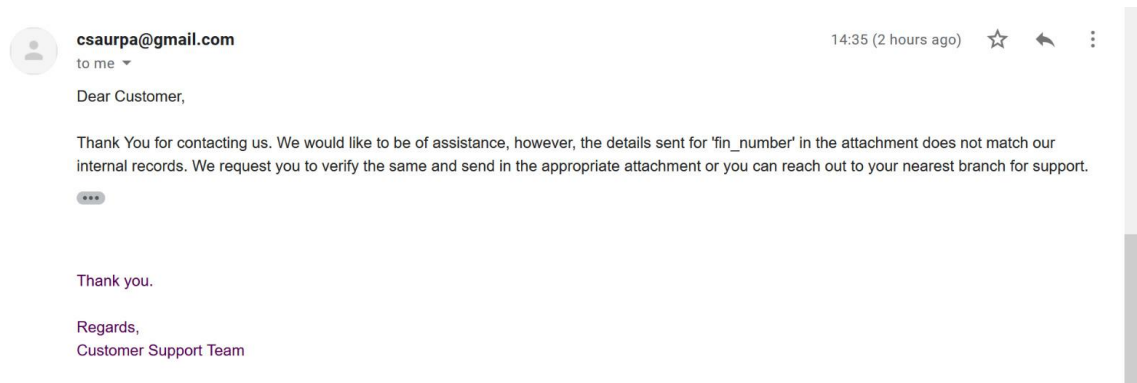 csaurpa@gmail.com
14:35 (2 hours ago)
to me
Dear Customer,
Thank You for contacting us. We would like to be of assistance, however, the details sent for 'fin_number' in the attachment does not match our
internal records. We request you to verify the same and send in the appropriate attachment or you can reach out to your nearest branch for support.
Thank you.
Regards,
Customer Support Team